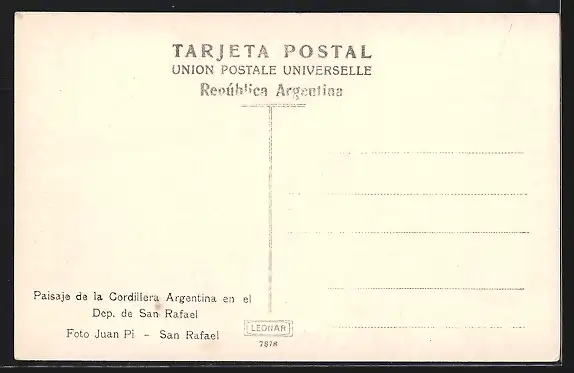 TARJETA POSTAL
UNION POSTALE UNIVERSELLE
República Argentina
Paisaje de la Cordillera Argentina en el
Dep. de San Rafael
Foto Juan Pi - San Rafael
LEONAR
7878